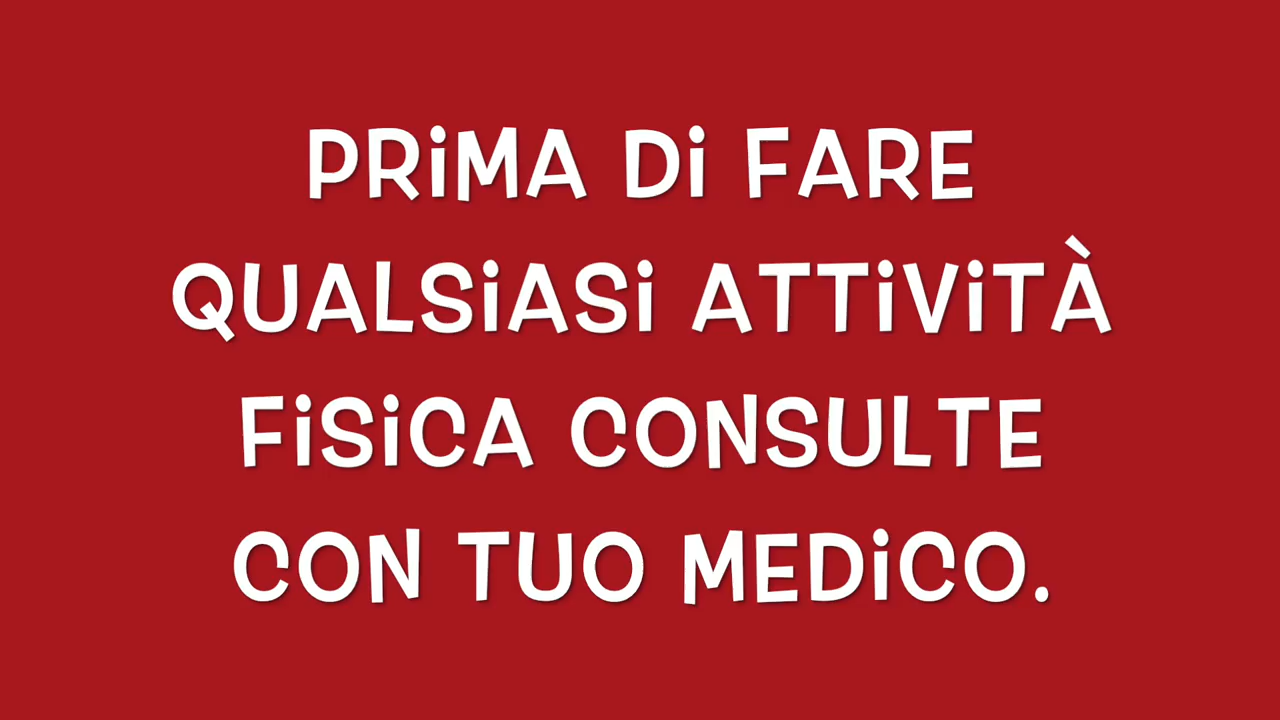 PRiMA Di FARE
QUALSiASi ATTiViTÀ
FiSiCA CONSULTE
CON TUO MEDiCO.